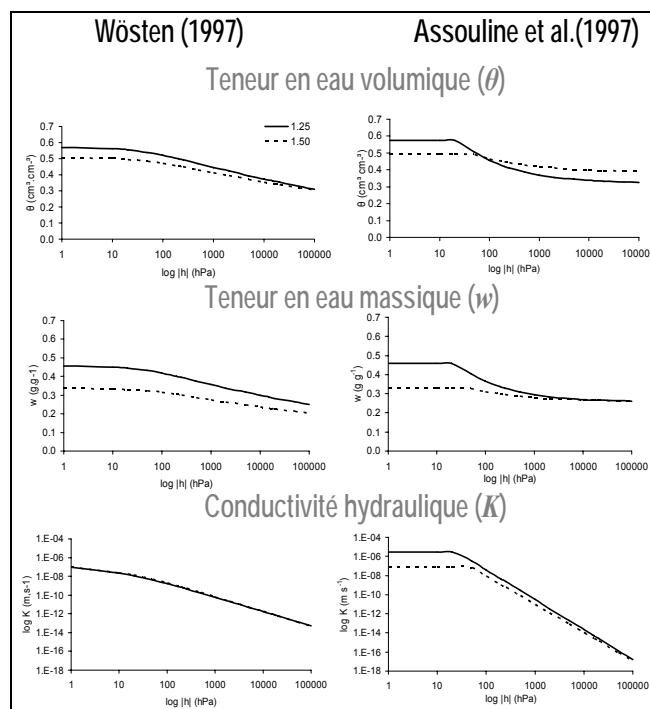 Wösten (1997)
Assouline et al.(1997)
Teneur en eau volumique (θ)
0.7
0.6
0.5
0.4
0.3
0.2
0.1
0.0
θ (cm³.cm-³)
1.25
1.50
1 10 100 1000 10000 100000
log |h| (hPa)
0.7
0.6
0.5
0.4
0.3
0.2
0.1
0.0
θ (cm³ cm-³)
1 10 100 1000 10000 100000
log |h| (hPa)
Teneur en eau massique (w)
0.7
0.6
0.5
0.4
0.3
0.2
0.1
0.0
w (g.g-1)
1 10 100 1000 10000 100000
log |h| (hPa)
0.7
0.6
0.5
0.4
0.3
0.2
0.1
0.0
w (g g-1)
1 10 100 1000 10000 100000
log |h| (hPa)
Conductivité hydraulique (K)
1.E-04
1.E-06
1.E-08
1.E-10
1.E-12
1.E-14
1.E-16
1.E-18
log K (m,s-1)
1 10 100 1000 10000 100000
log |h| (hPa)
1.E-04
1.E-06
1.E-08
1.E-10
1.E-12
1.E-14
1.E-16
1.E-18
log K (m s-1)
1 10 100 1000 10000 100000
log |h| (hPa)